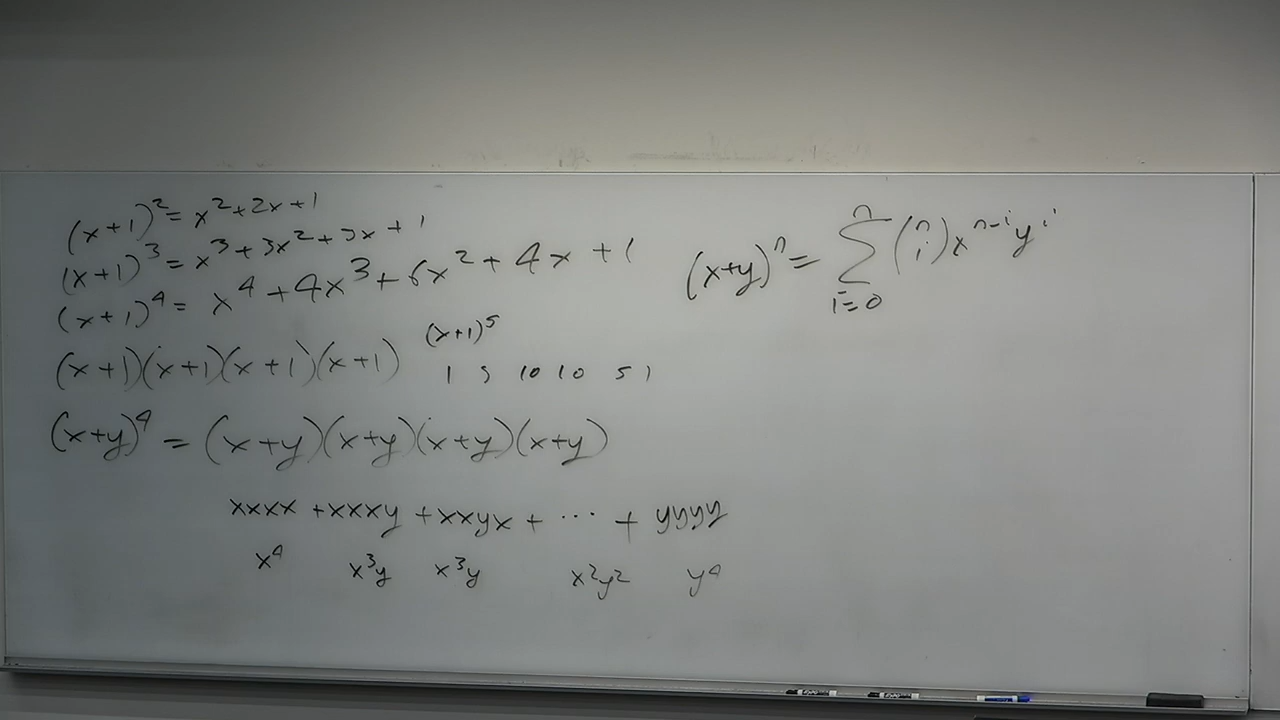 (x+1)² = x²+2x+1
(x+1)³ = x³+3x²+3x+1
(x+1)⁴ = x⁴+4x³+6x²+4x+1
(x+1)(x+1)(x+1)(x+1)
(x+1)⁵
1 5 10 10 5 1
(x+y)⁴ = (x+y)(x+y)(x+y)(x+y)
xxxx +xxxy +xxyx + ··· + yyyy
x⁴ x³y x³y x²y² y⁴
(x+y)ⁿ = \sum_{i=0}^{n} \binom{n}{i} x^{n-i} y^{i}